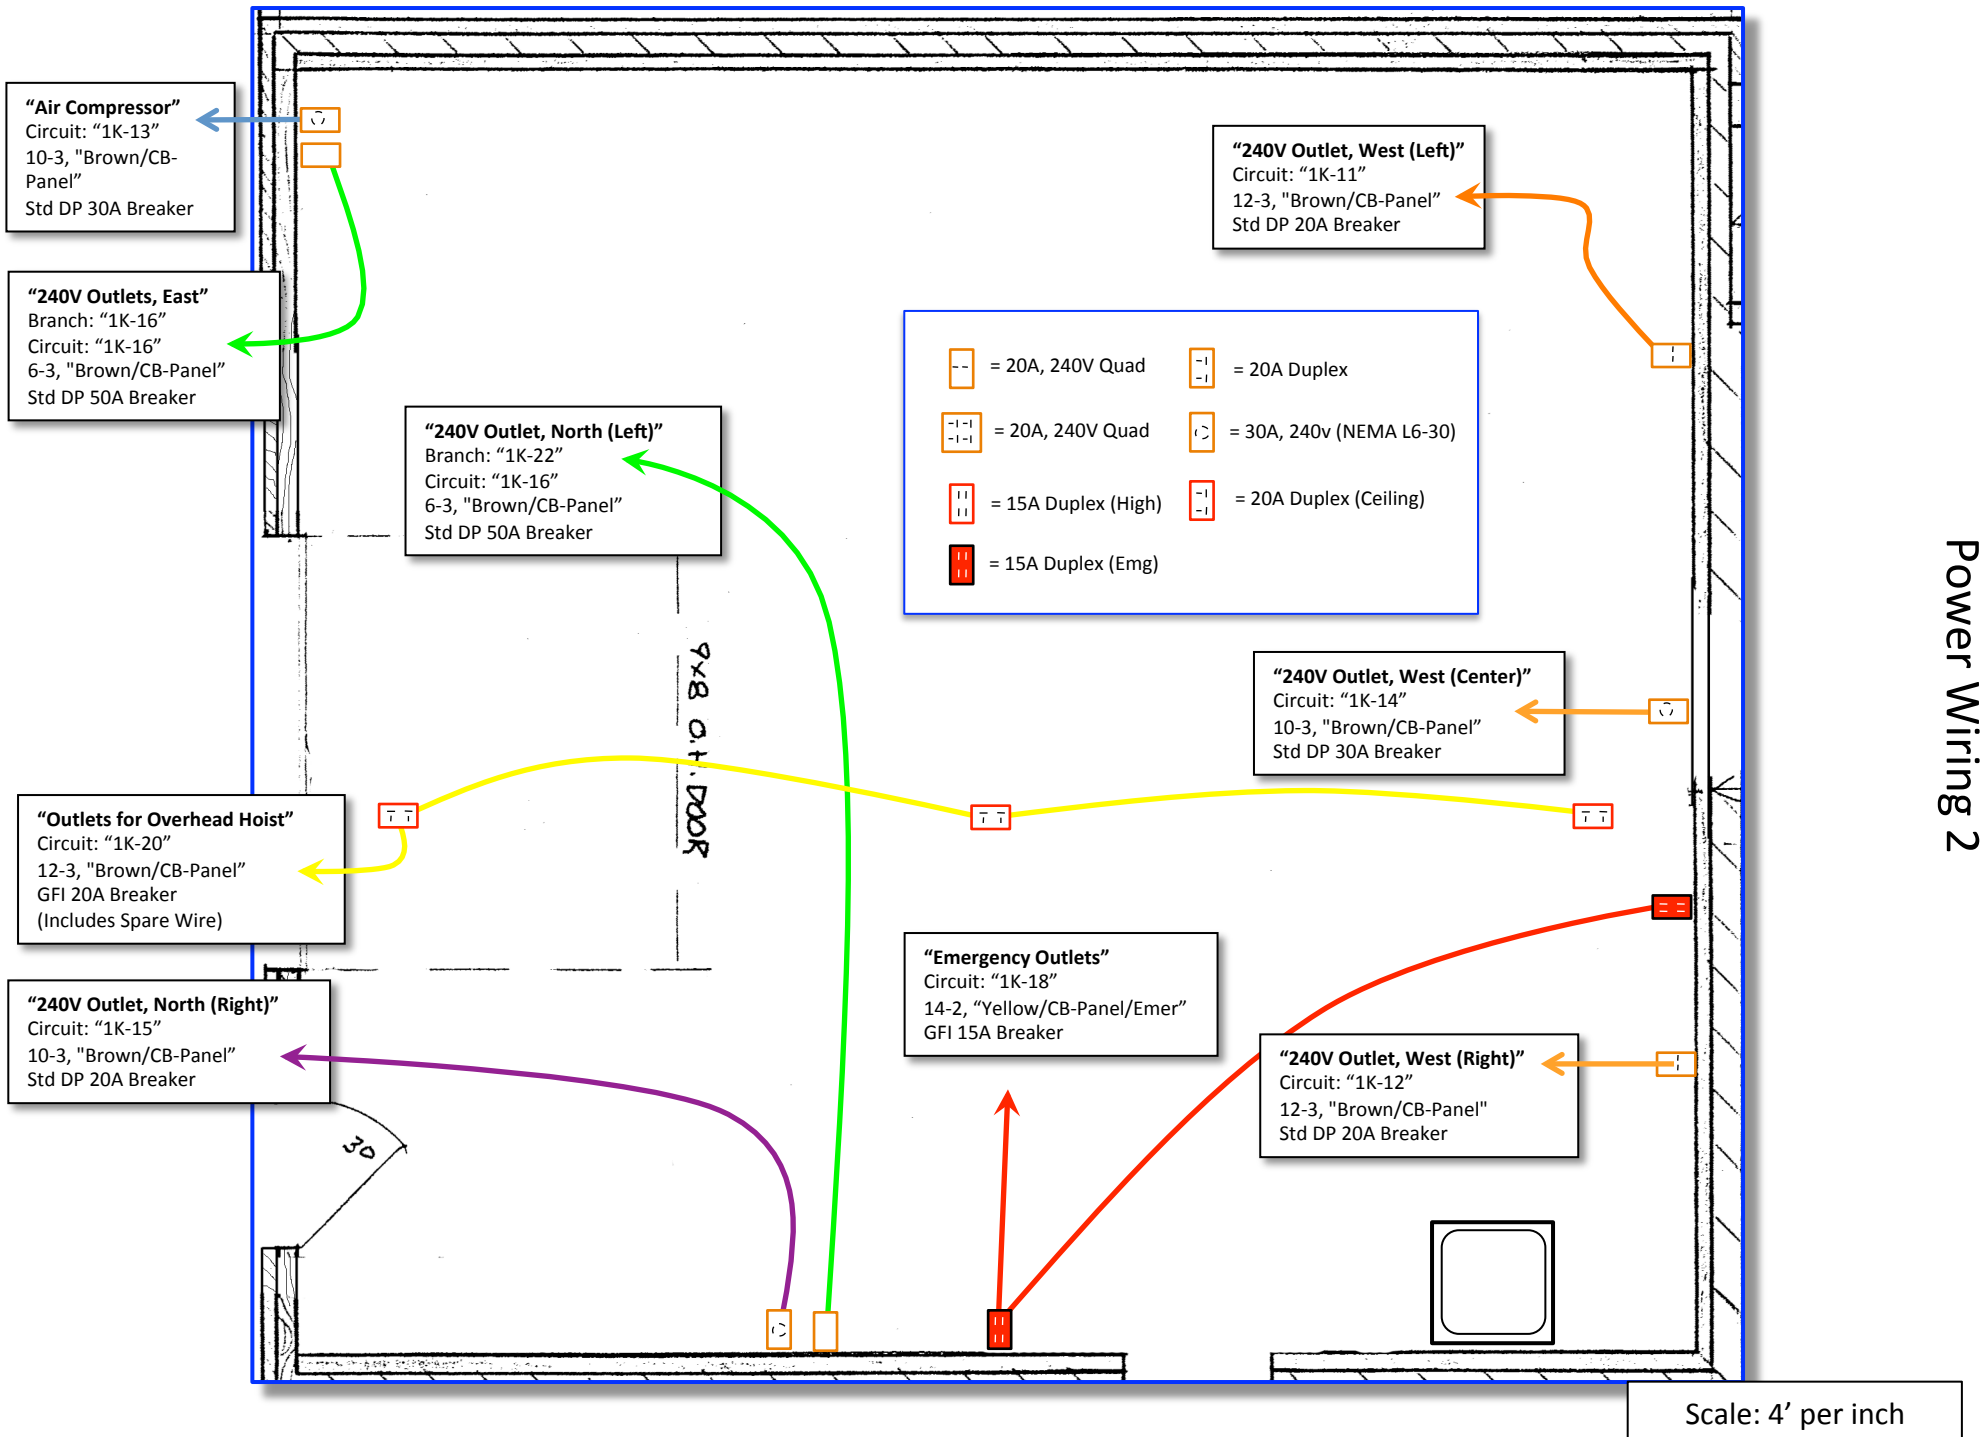 “Air Compressor”
Circuit: “1K-13”
10-3, "Brown/CB-
Panel”
Std DP 30A Breaker
“240V Outlets, East”
Branch: “1K-16”
Circuit: “1K-16”
6-3, "Brown/CB-Panel”
Std DP 50A Breaker
“240V Outlet, North (Left)”
Branch: “1K-22”
Circuit: “1K-16”
6-3, "Brown/CB-Panel”
Std DP 50A Breaker
“240V Outlet, West (Left)”
Circuit: “1K-11”
12-3, "Brown/CB-Panel”
Std DP 20A Breaker
= 20A, 240V Quad
= 20A Duplex
= 20A, 240V Quad
= 30A, 240v (NEMA L6-30)
= 15A Duplex (High)
= 20A Duplex (Ceiling)
= 15A Duplex (Emg)
9x8 O.H. DOOR
“240V Outlet, West (Center)”
Circuit: “1K-14”
10-3, "Brown/CB-Panel”
Std DP 30A Breaker
“Outlets for Overhead Hoist”
Circuit: “1K-20”
12-3, "Brown/CB-Panel”
GFI 20A Breaker
(Includes Spare Wire)
“Emergency Outlets”
Circuit: “1K-18”
14-2, “Yellow/CB-Panel/Emer”
GFI 15A Breaker
“240V Outlet, North (Right)”
Circuit: “1K-15”
10-3, "Brown/CB-Panel”
Std DP 20A Breaker
“240V Outlet, West (Right)”
Circuit: “1K-12”
12-3, "Brown/CB-Panel"
Std DP 20A Breaker
30
Power Wiring 2
Scale: 4’ per inch